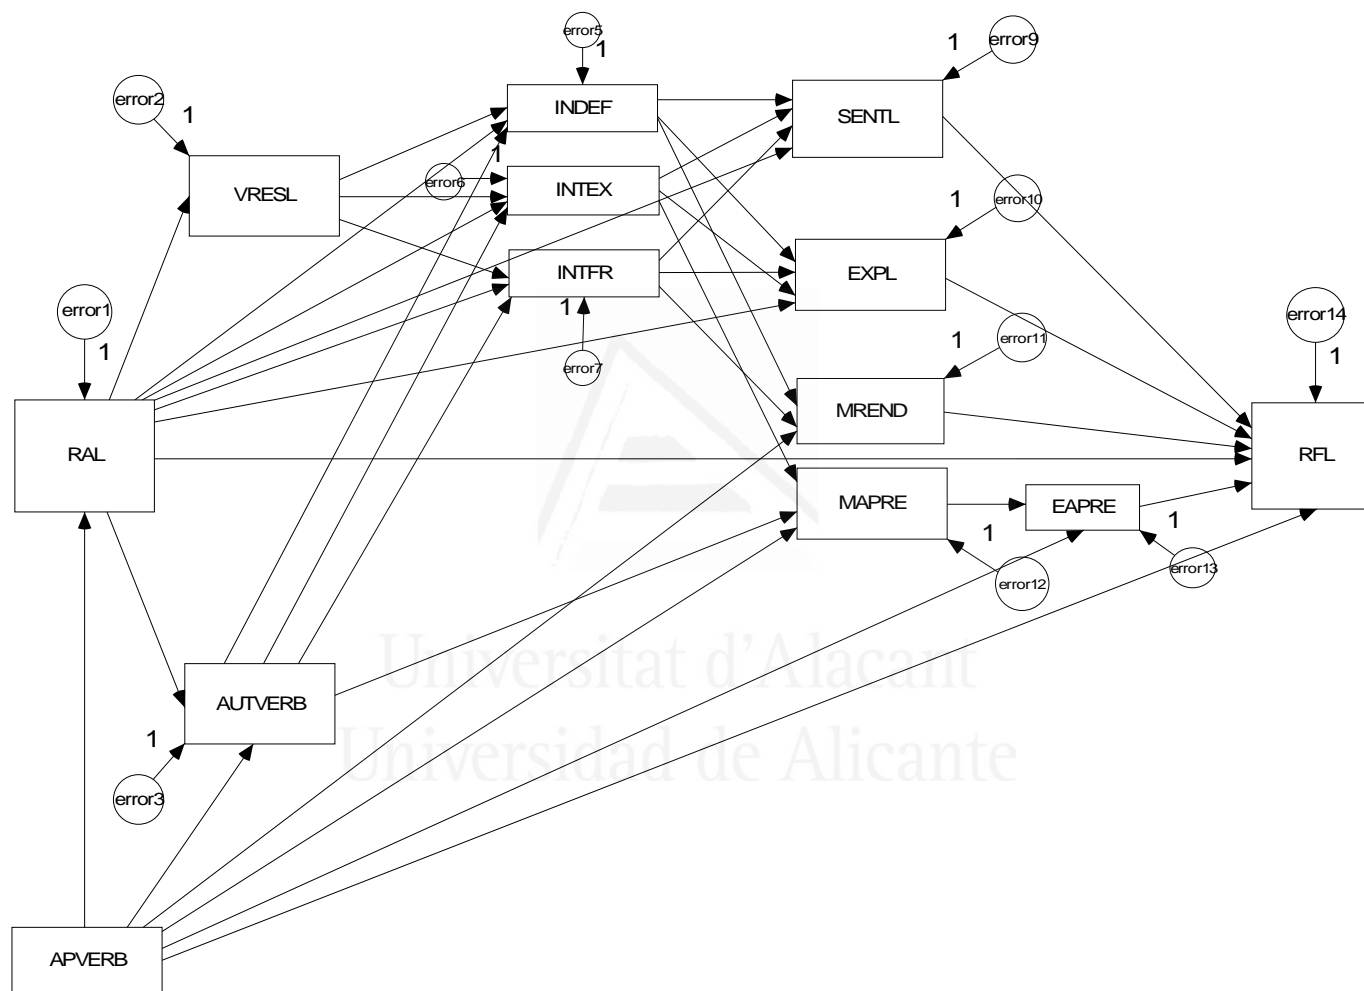 error5
1
error9
1
error2
1
INDEF
SENTL
1
error6
INTEX
VRESL
error10
1
INTFR
EXPL
1
error1
1
error7
error11
1
error14
1
MREND
RAL
RFL
MAPRE
EAPRE
1
1
error12
error13
Universitat d'Alacant
AUTVERB
1
Universidad de Alicante
error3
APVERB